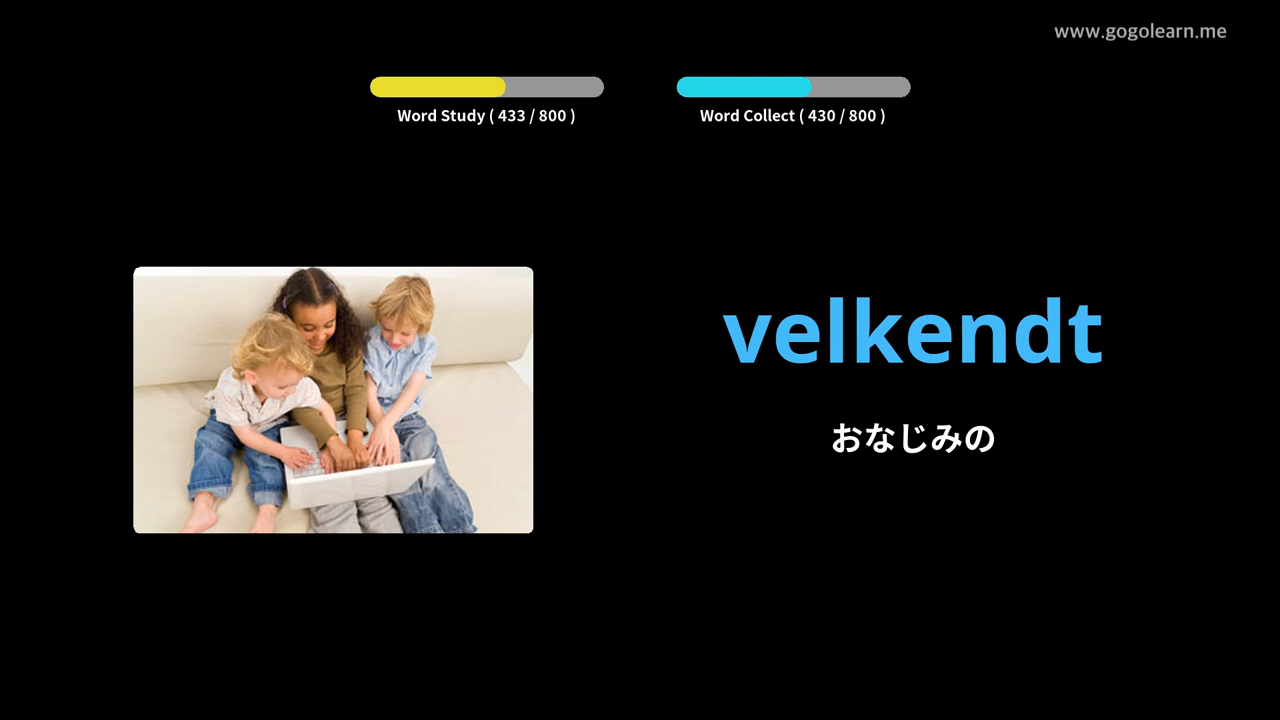 www.gogolearn.me
Word Study ( 433 / 800 )
Word Collect ( 430 / 800 )
velkendt
おなじみの